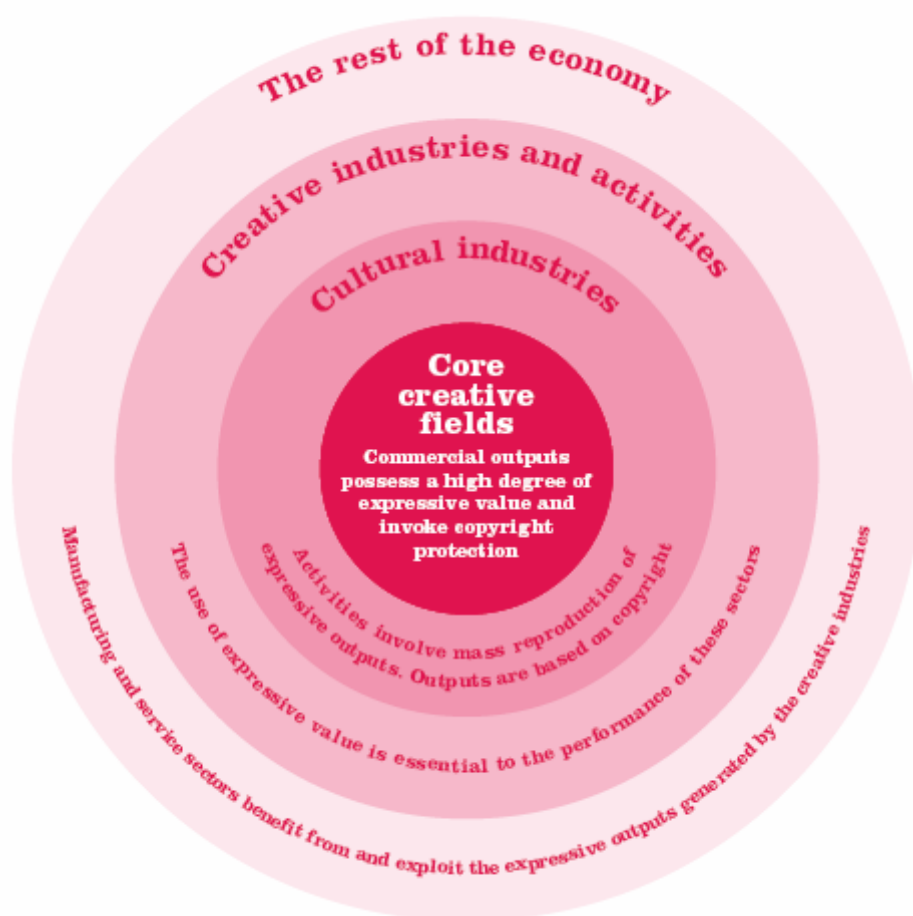 The rest of the economy
Creative industries and activities
Cultural industries
Core
creative
fields
Commercial outputs
possess a high degree of
expressive value and
invoke copyright
protection
Activities involve mass reproduction of
expressive outputs. Outputs are based on copyright
The use of expressive value is essential to the performance of these sectors
Manufacturing and service sectors benefit from and exploit the expressive outputs generated by the creative industries